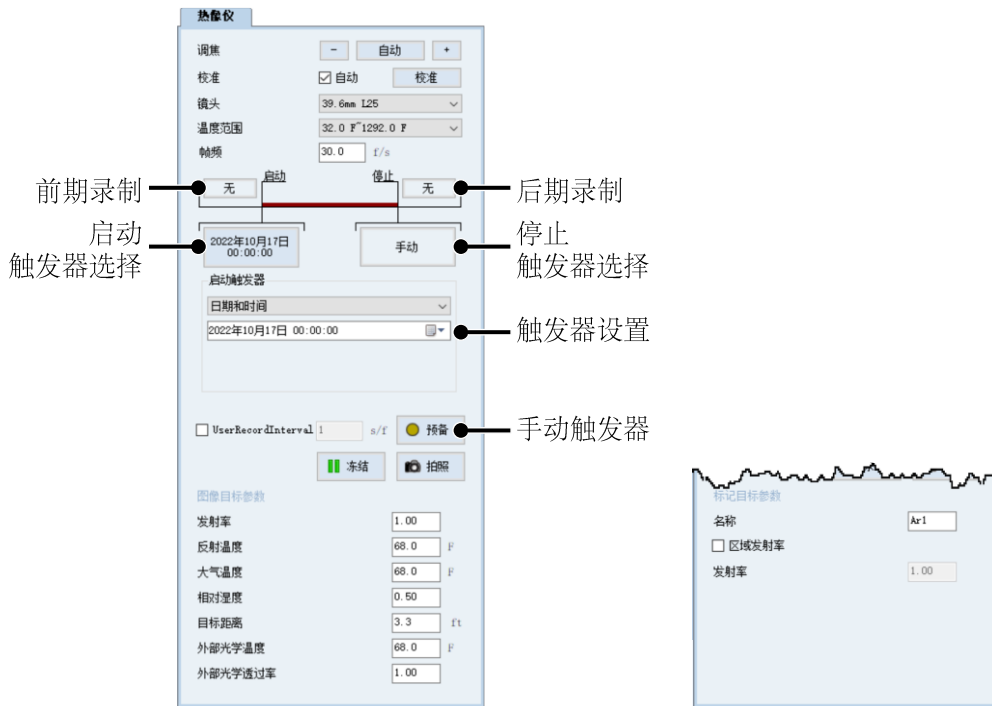 热像仪
调焦 - 自动 +
校准 自动 校准
镜头 39.6mm L25
温度范围 32.0 F~1292.0 F
帧频 30.0 f/s
启动 停止
前期录制 无 无 后期录制
启动
触发器选择
2022年10月17日
00:00:00
手动
停止
触发器选择
启动触发器
日期和时间
2022年10月17日 00:00:00
触发器设置
UserRecordInterval 1 s/f 预备 手动触发器
冻结 拍照
图像目标参数
发射率 1.00
反射温度 68.0 F
大气温度 68.0 F
相对湿度 0.50
目标距离 3.3 ft
外部光学温度 68.0 F
外部光学透过率 1.00
标记目标参数
名称 Ar1
区域发射率
发射率 1.00